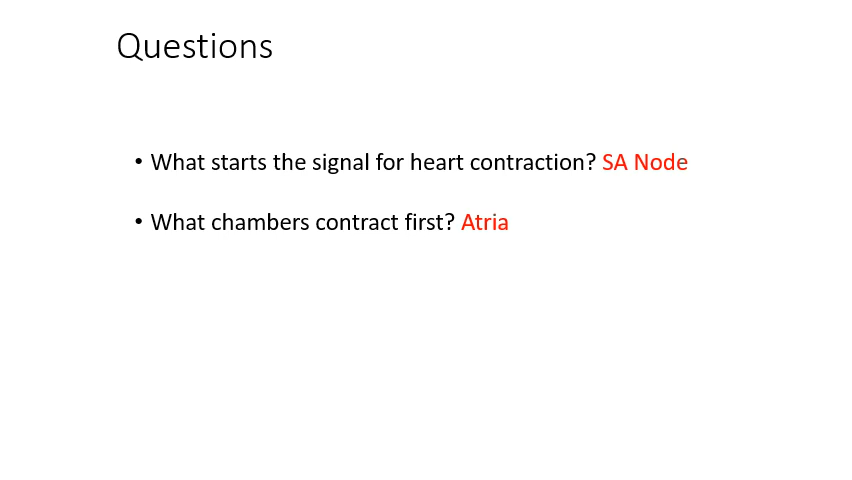 Questions
• What starts the signal for heart contraction? SA Node
• What chambers contract first? Atria